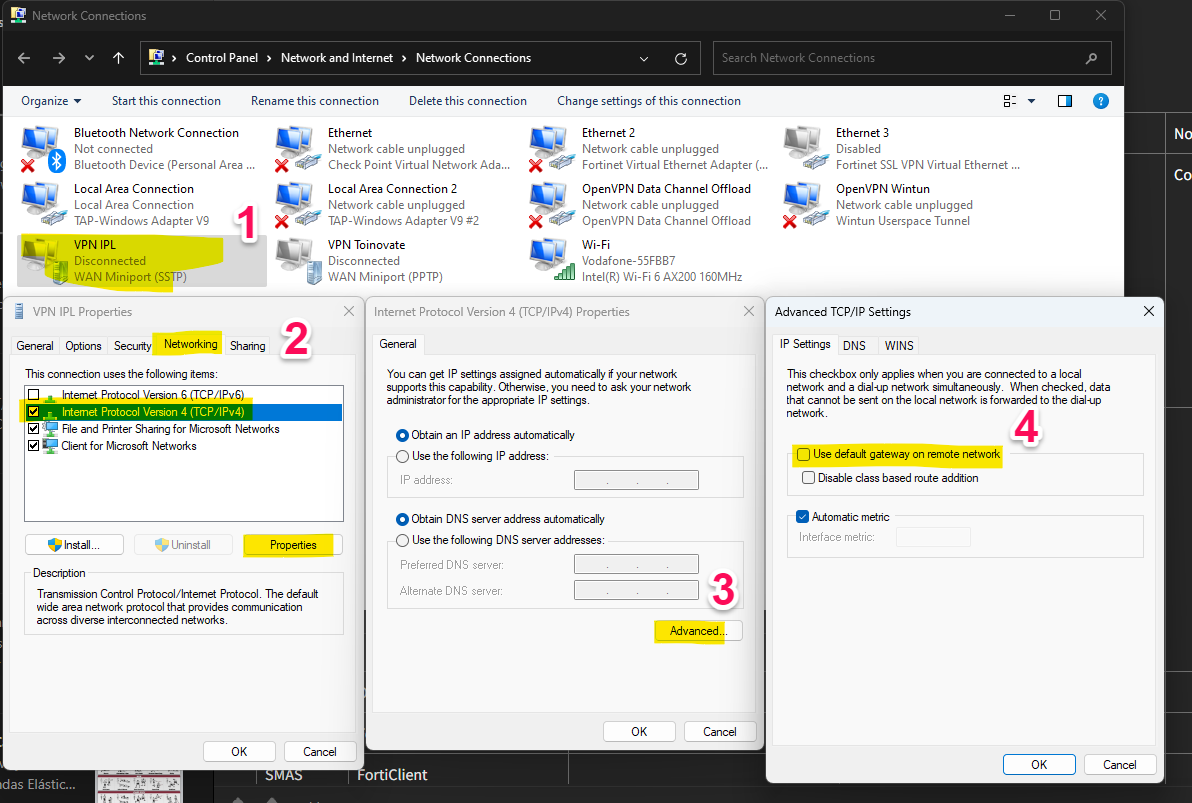 Network Connections
Control Panel > Network and Internet > Network Connections
Search Network Connections
Organize
Start this connection
Rename this connection
Delete this connection
Change settings of this connection
Bluetooth Network Connection
Not connected
Bluetooth Device (Personal Area ...
Ethernet
Network cable unplugged
Check Point Virtual Network Ada...
Ethernet 2
Network cable unplugged
Fortinet Virtual Ethernet Adapter (...
Ethernet 3
Disabled
Fortinet SSL VPN Virtual Ethernet ...
No
Co
Local Area Connection
Local Area Connection
TAP-Windows Adapter V9
Local Area Connection 2
Network cable unplugged
TAP-Windows Adapter V9 #2
OpenVPN Data Channel Offload
Network cable unplugged
OpenVPN Data Channel Offload
OpenVPN Wintun
Network cable unplugged
Wintun Userspace Tunnel
1
VPN IPL
Disconnected
WAN Miniport (SSTP)
VPN Toinovate
Disconnected
WAN Miniport (PPTP)
Wi-Fi
Vodafone-55FBB7
Intel(R) Wi-Fi 6 AX200 160MHz
VPN IPL Properties
2
General
Options
Security
Networking
Sharing
This connection uses the following items:
Internet Protocol Version 6 (TCP/IPv6)
Internet Protocol Version 4 (TCP/IPv4)
File and Printer Sharing for Microsoft Networks
Client for Microsoft Networks
Install...
Uninstall
Properties
Description
Transmission Control Protocol/Internet Protocol. The default
wide area network protocol that provides communication
across diverse interconnected networks.
OK
Cancel
Internet Protocol Version 4 (TCP/IPv4) Properties
General
You can get IP settings assigned automatically if your network
supports this capability. Otherwise, you need to ask your network
administrator for the appropriate IP settings.
Obtain an IP address automatically
Use the following IP address:
IP address:
Obtain DNS server address automatically
Use the following DNS server addresses:
Preferred DNS server:
Alternate DNS server:
3
Advanced...
OK
Cancel
Advanced TCP/IP Settings
IP Settings
DNS
WINS
This checkbox only applies when you are connected to a local
network and a dial-up network simultaneously. When checked, data
that cannot be sent on the local network is forwarded to the dial-up
network.
4
Use default gateway on remote network
Disable class based route addition
Automatic metric
Interface metric:
OK
Cancel
ndas Elástic...
SMAS
FortiClient